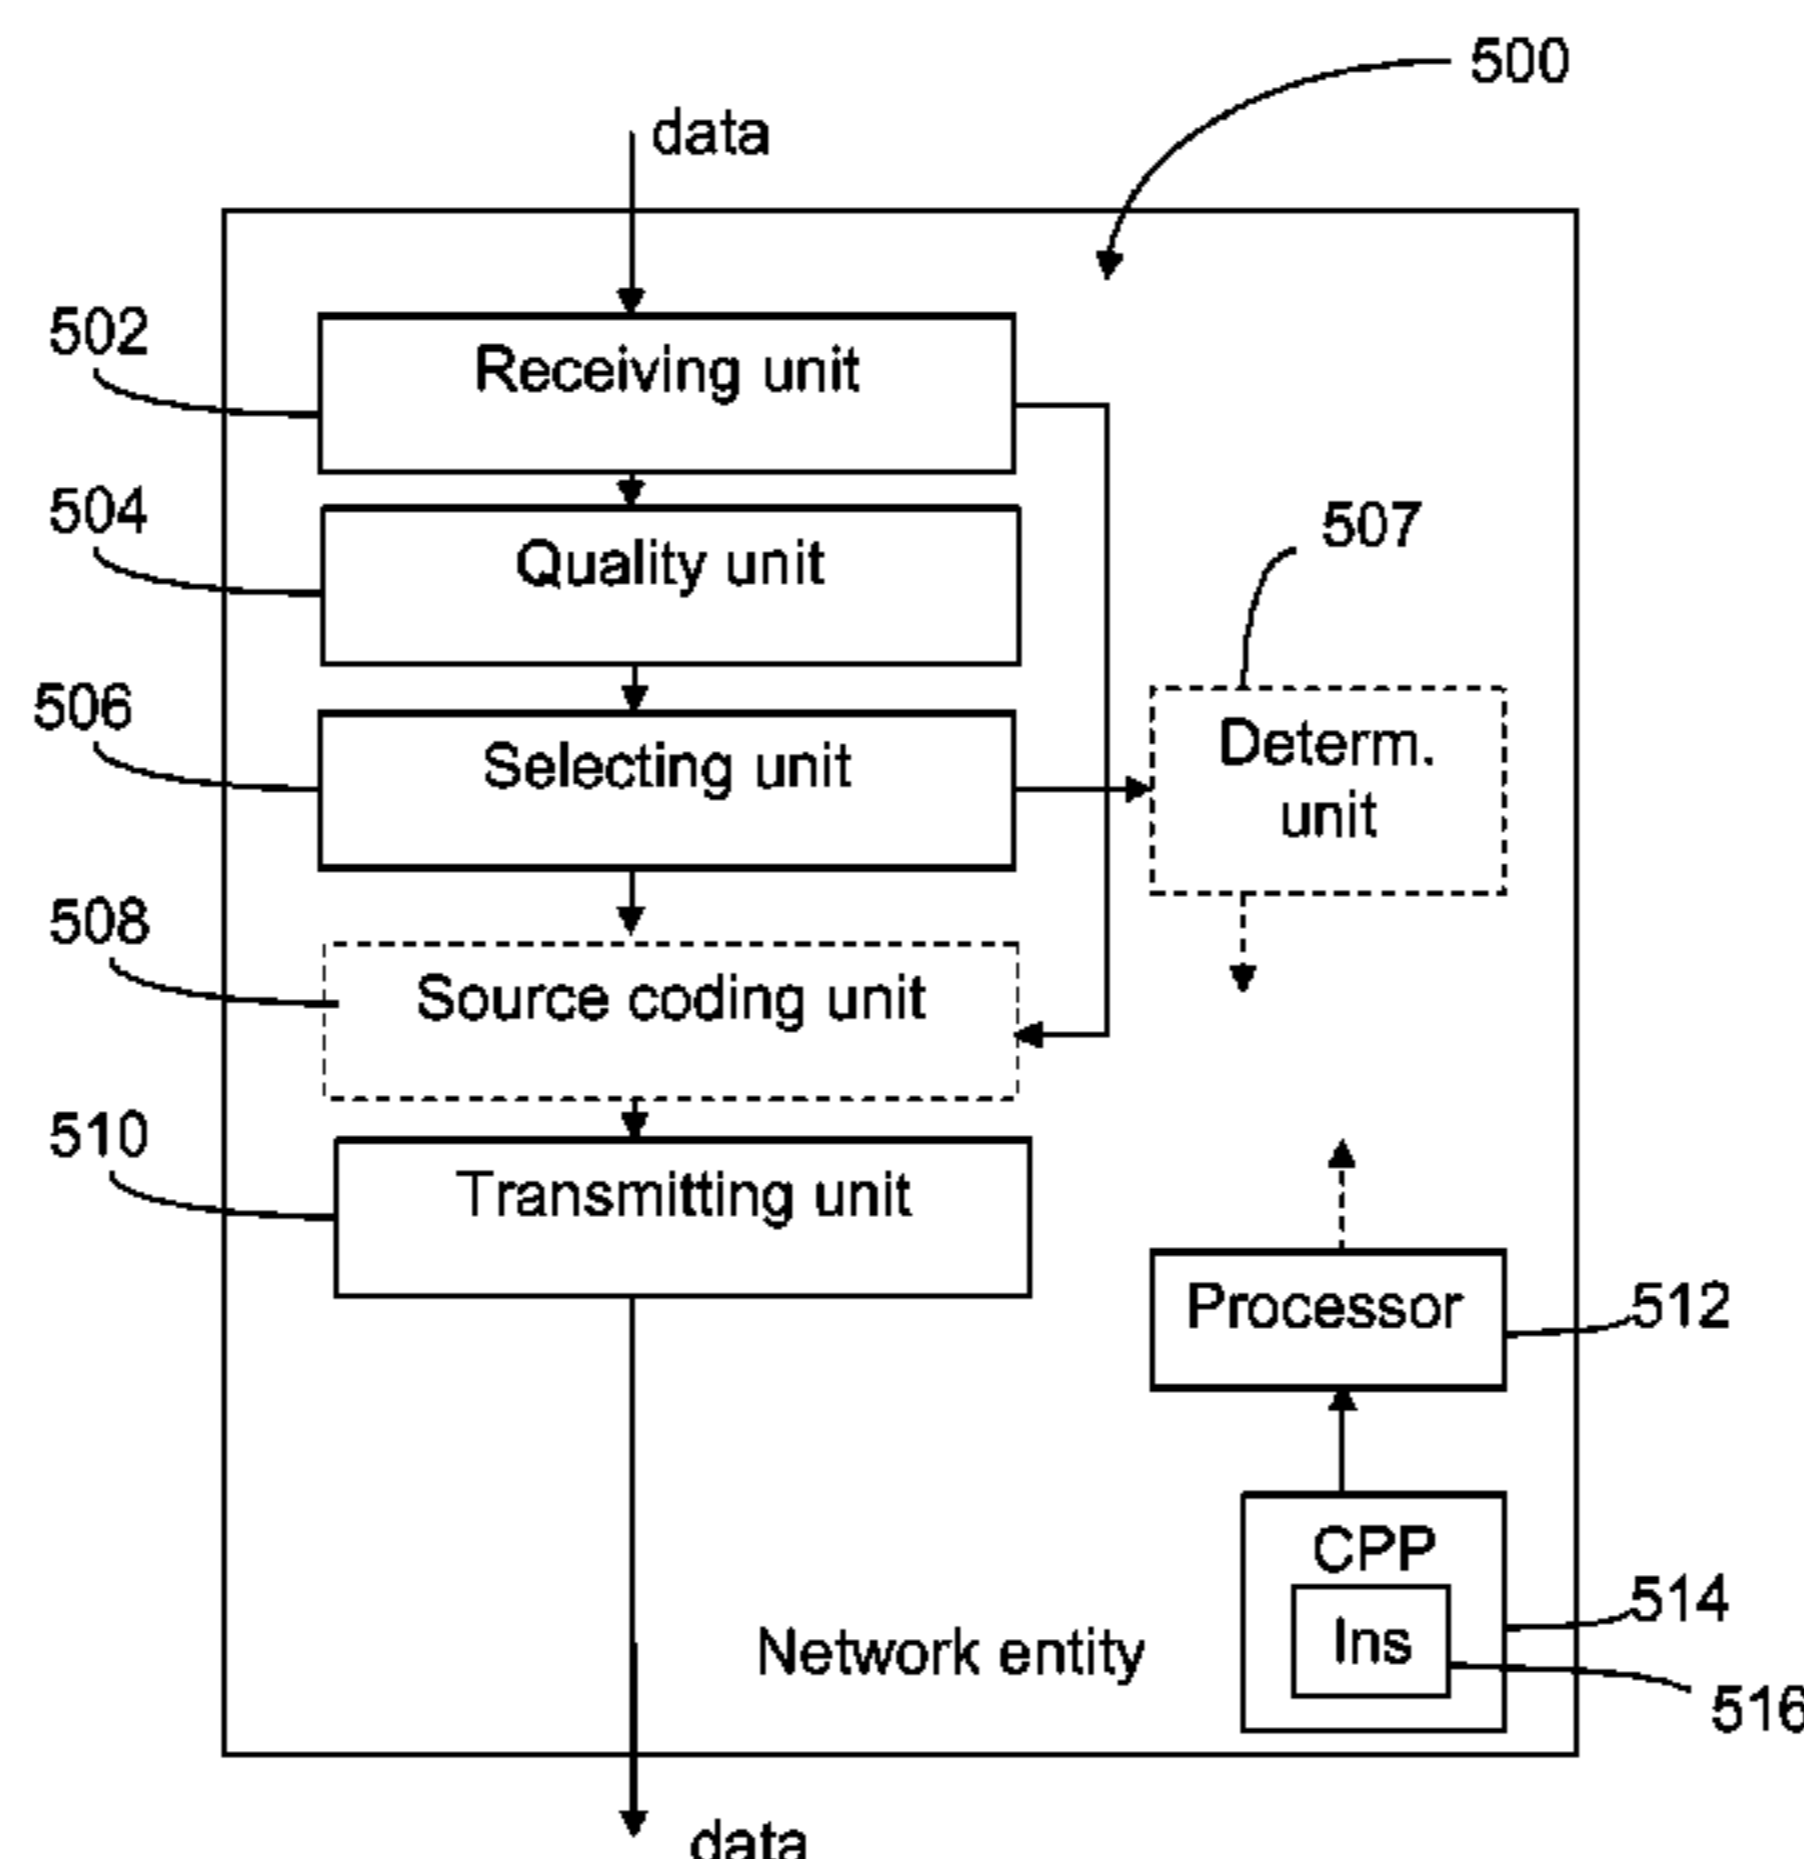 500
data
502
Receiving unit
504
Quality unit
507
506
Selecting unit
Determ.
unit
508
Source coding unit
510
Transmitting unit
Processor
512
CPP
514
Ins
Network entity
516
data